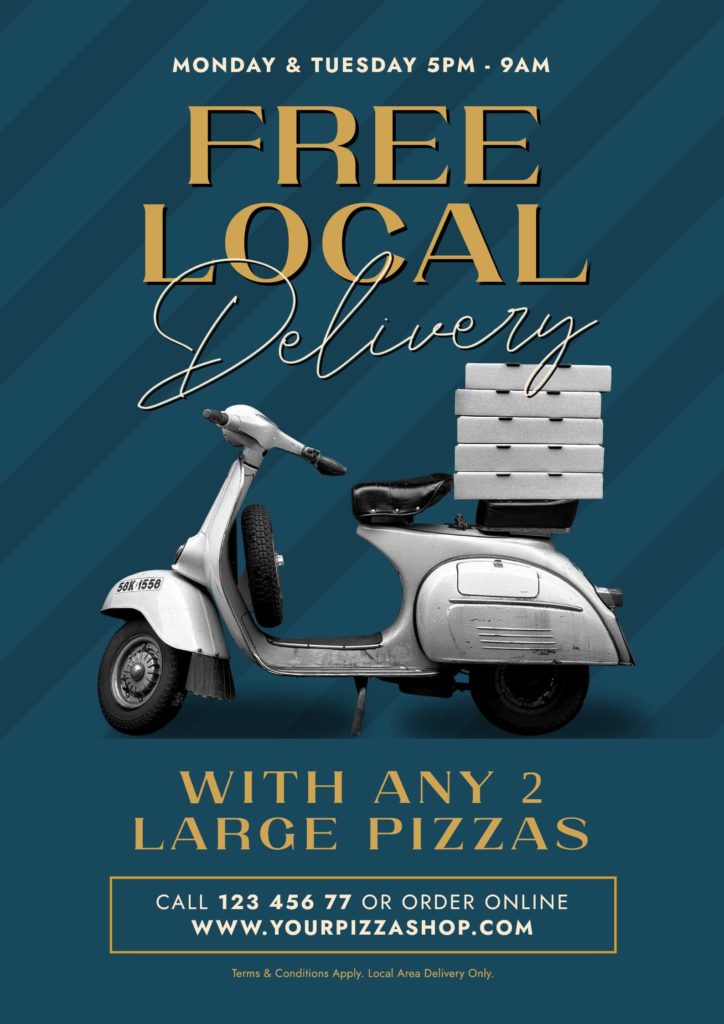 MONDAY & TUESDAY 5PM - 9AM
FREE
LOCAL
Delivery
58K 1558
WITH ANY 2
LARGE PIZZAS
CALL 123 456 77 OR ORDER ONLINE
WWW.YOURPIZZASHOP.COM
Terms & Conditions Apply. Local Area Delivery Only.